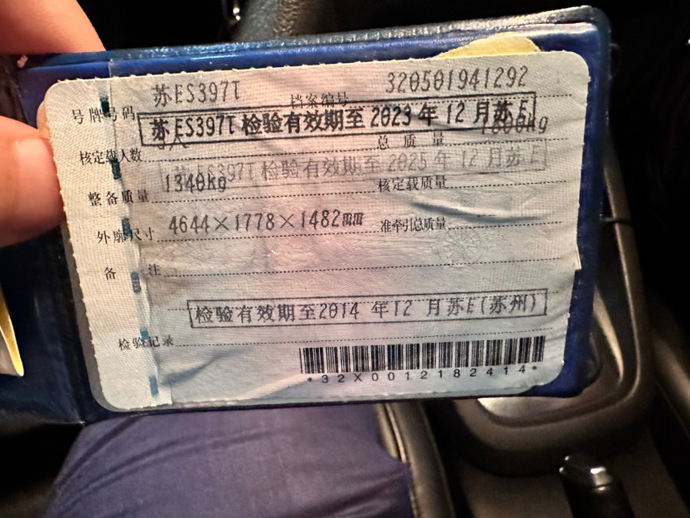 号牌号码 苏ES397T 档案编号 320501941292
苏ES397T 检验有效期至 2023 年 12 月苏E
核定载人数 总质量
苏ES397T 检验有效期至 2025 年 12 月苏E
整备质量 1340kg 核定载质量
外廓尺寸 4644×1778×1482mm 准牵引总质量
备注
检验有效期至2014 年12 月苏E(苏州)
检验记录
*32X0012182414*